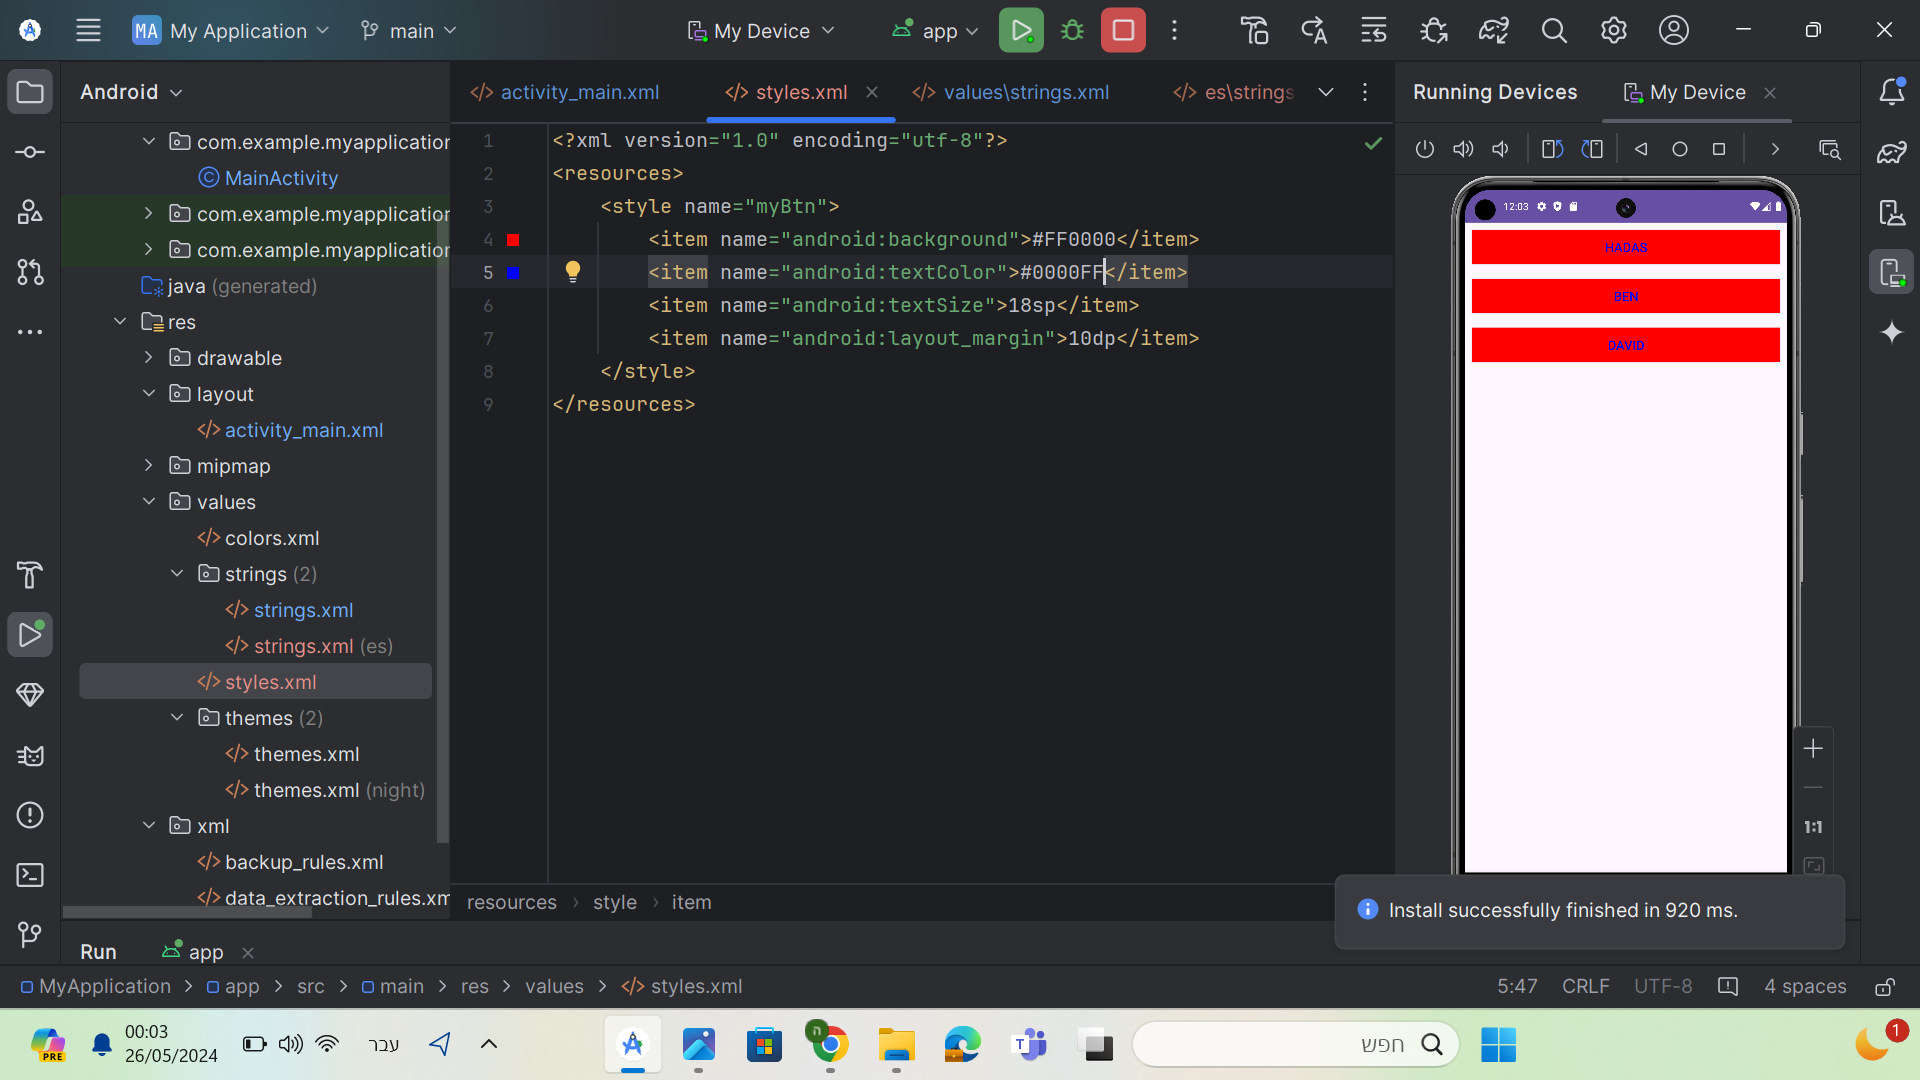 MA My Application main My Device app
Android
com.example.myapplication
MainActivity
com.example.myapplication
com.example.myapplication
java (generated)
res
drawable
layout
activity_main.xml
mipmap
values
colors.xml
strings (2)
strings.xml
strings.xml (es)
styles.xml
themes (2)
themes.xml
themes.xml (night)
xml
backup_rules.xml
data_extraction_rules.xm
activity_main.xml styles.xml values\strings.xml es\strings
1 <?xml version="1.0" encoding="utf-8"?>
2 <resources>
3 <style name="myBtn">
4 <item name="android:background">#FF0000</item>
5 <item name="android:textColor">#0000FF</item>
6 <item name="android:textSize">18sp</item>
7 <item name="android:layout_margin">10dp</item>
8 </style>
9 </resources>
resources > style > item
Running Devices My Device
12:03
HADAS
BEN
DAVID
1:1
Install successfully finished in 920 ms.
Run app
MyApplication > app > src > main > res > values > styles.xml 5:47 CRLF UTF-8 4 spaces
PRE
00:03
26/05/2024
עבר
ה
חפש
1